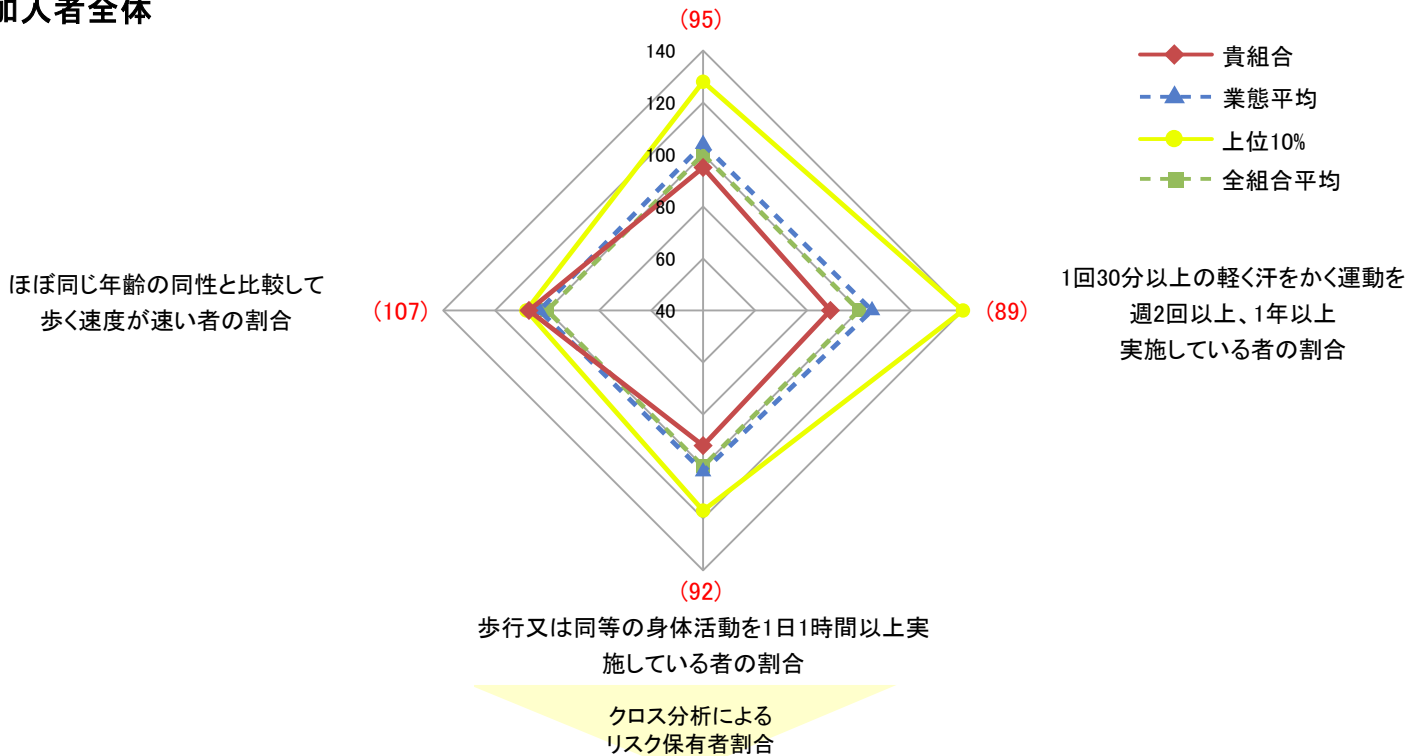 加入者全体
(95)
140
120
100
80
60
40
貴組合
業態平均
上位10%
全組合平均
ほぼ同じ年齢の同性と比較して
歩く速度が速い者の割合
(107)
(89)
1回30分以上の軽く汗をかく運動を
週2回以上、1年以上
実施している者の割合
(92)
歩行又は同等の身体活動を1日1時間以上実
施している者の割合
クロス分析による
リスク保有者割合